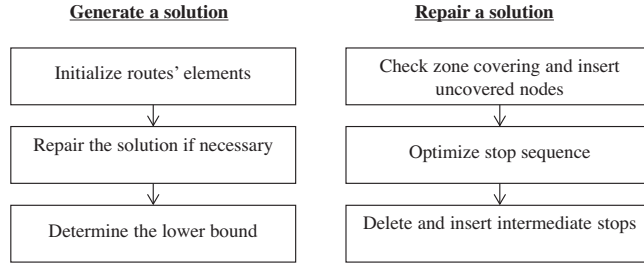 Generate a solution
Initialize routes' elements
Repair the solution if necessary
Determine the lower bound
Repair a solution
Check zone covering and insert
uncovered nodes
Optimize stop sequence
Delete and insert intermediate stops